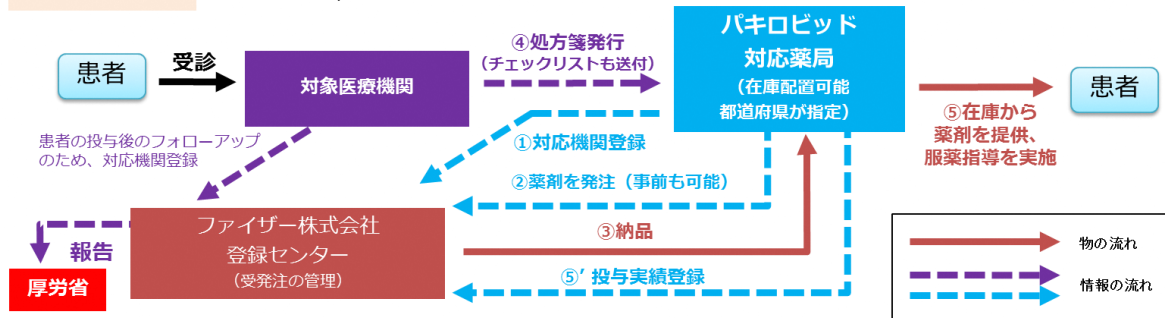 患者
受診
対象医療機関
④処方箋発行
（チェックリストも送付）
パキロビッド
対応薬局
（在庫配置可能
都道府県が指定）
患者
⑤在庫から
薬剤を提供、
服薬指導を実施
患者の投与後のフォローアップ
のため、対応機関登録
①対応機関登録
②薬剤を発注（事前も可能）
ファイザー株式会社
登録センター
（受発注の管理）
③納品
⑤’投与実績登録
報告
厚労省
物の流れ
情報の流れ